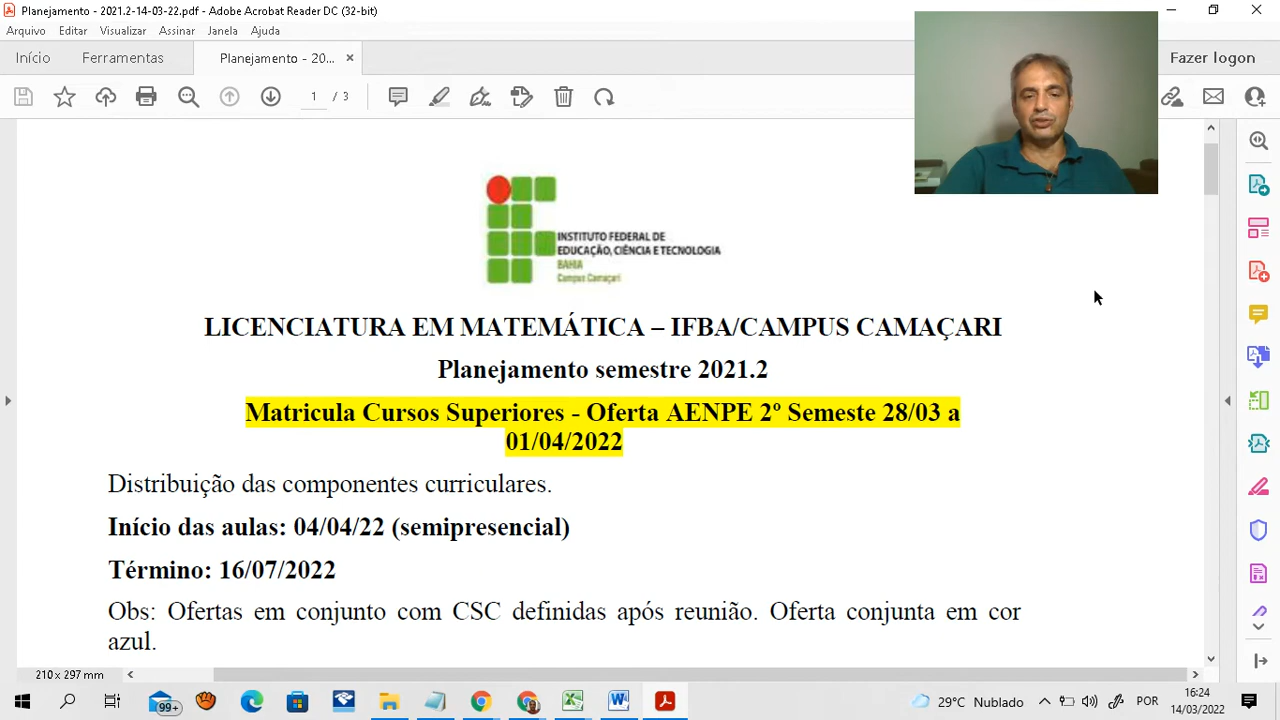 Planejamento - 2021.2-14-03-22.pdf - Adobe Acrobat Reader DC (32-bit)
Arquivo Editar Visualizar Assinar Janela Ajuda
Início Ferramentas Planejamento - 20... × Fazer logon
1 / 3
INSTITUTO FEDERAL DE
EDUCAÇÃO, CIÊNCIA E TECNOLOGIA
BAHIA
Campus Camaçari
LICENCIATURA EM MATEMÁTICA – IFBA/CAMPUS CAMAÇARI
Planejamento semestre 2021.2
Matricula Cursos Superiores - Oferta AENPE 2º Semeste 28/03 a
01/04/2022
Distribuição das componentes curriculares.
Início das aulas: 04/04/22 (semipresencial)
Término: 16/07/2022
Obs: Ofertas em conjunto com CSC definidas após reunião. Oferta conjunta em cor
azul.
210 x 297 mm
99+ 29°C Nublado POR 16:24
14/03/2022